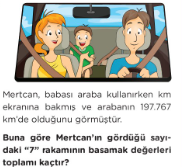 Mertcan, babası araba kullanırken km
ekranına bakmış ve arabanın 197.767
km'de olduğunu görmüştür.
Buna göre Mertcan'ın gördüğü sayı-
daki "7" rakamının basamak değerleri
toplamı kaçtır?